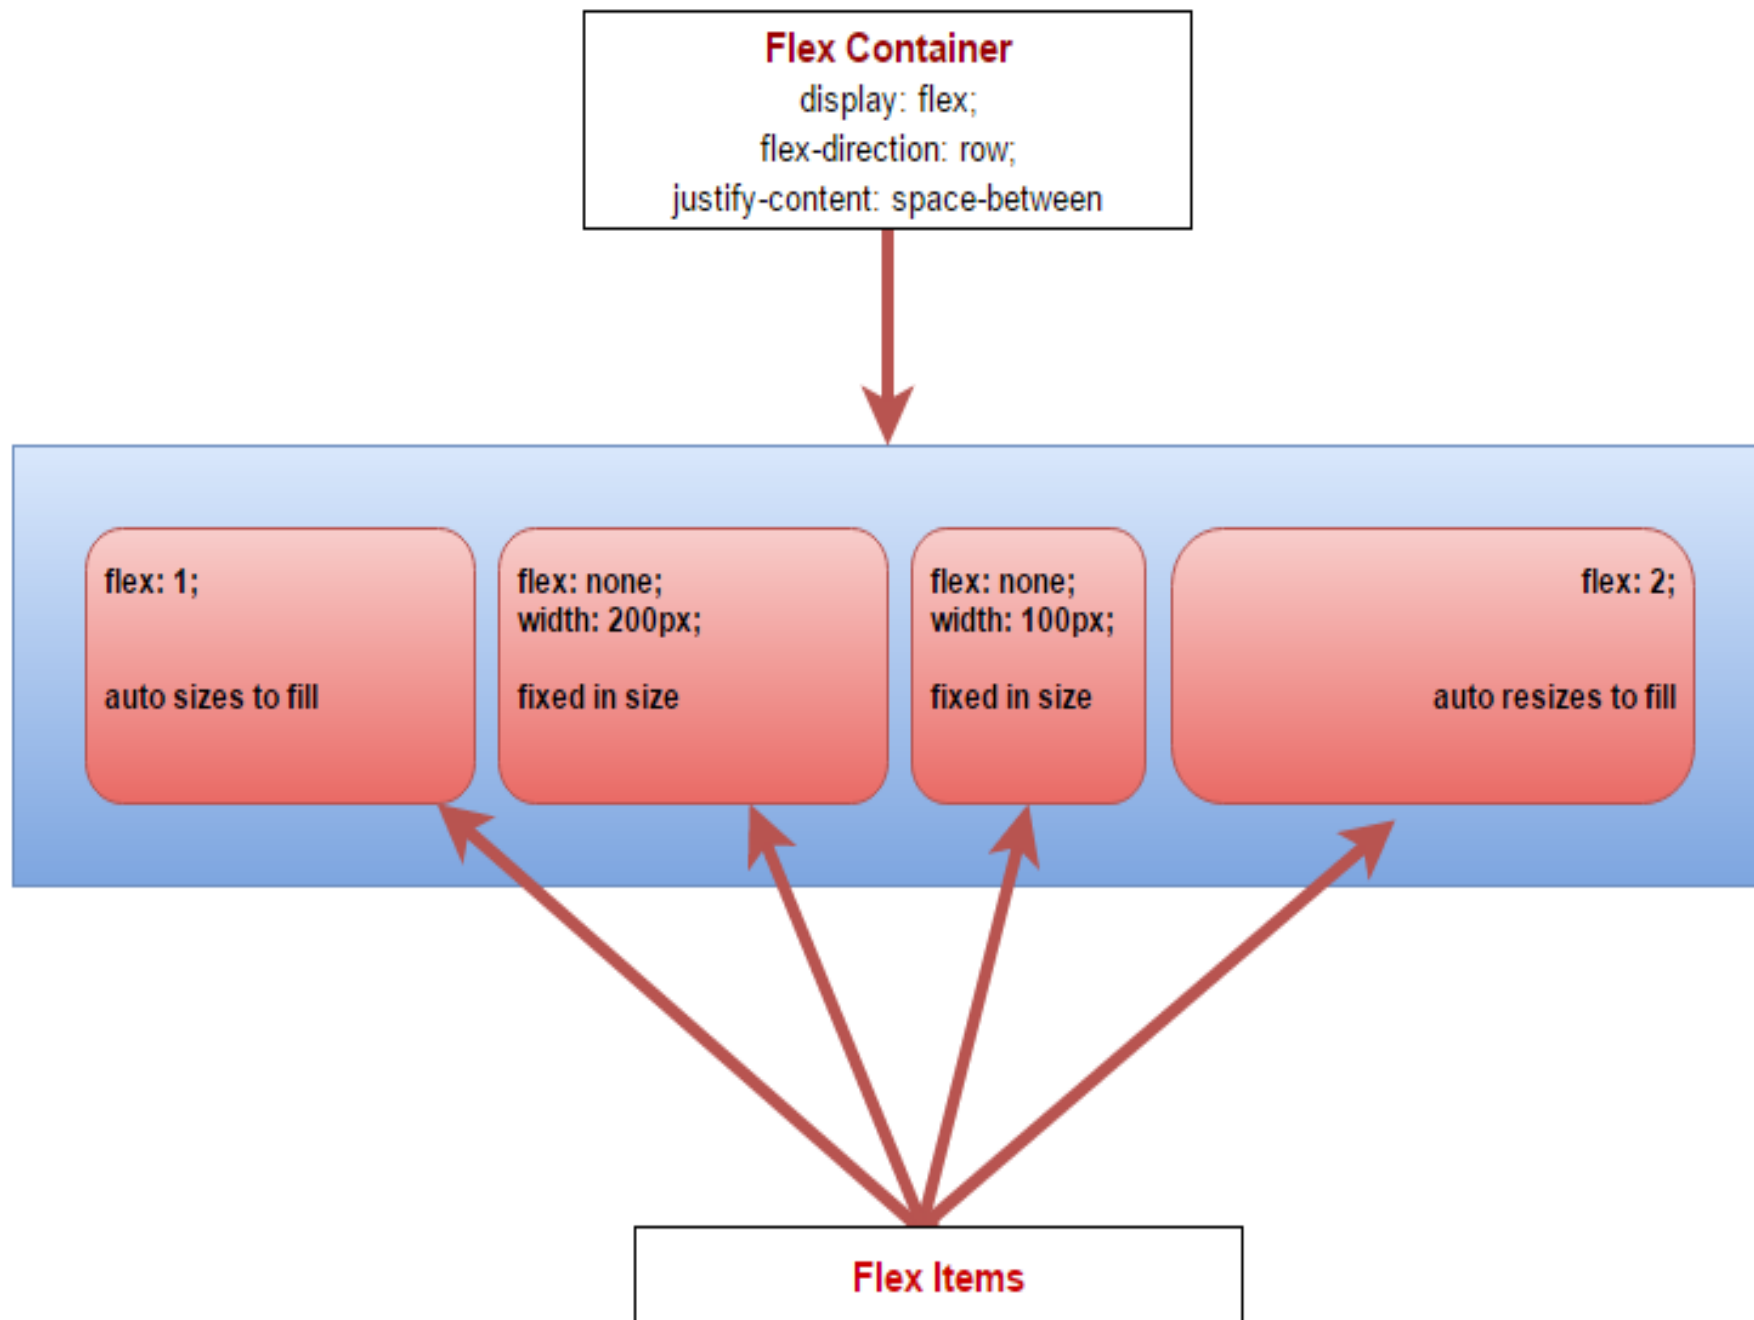 Flex Container
display: flex;
flex-direction: row;
justify-content: space-between
flex: 1;
auto sizes to fill
flex: none;
width: 200px;
fixed in size
flex: none;
width: 100px;
fixed in size
flex: 2;
auto resizes to fill
Flex Items